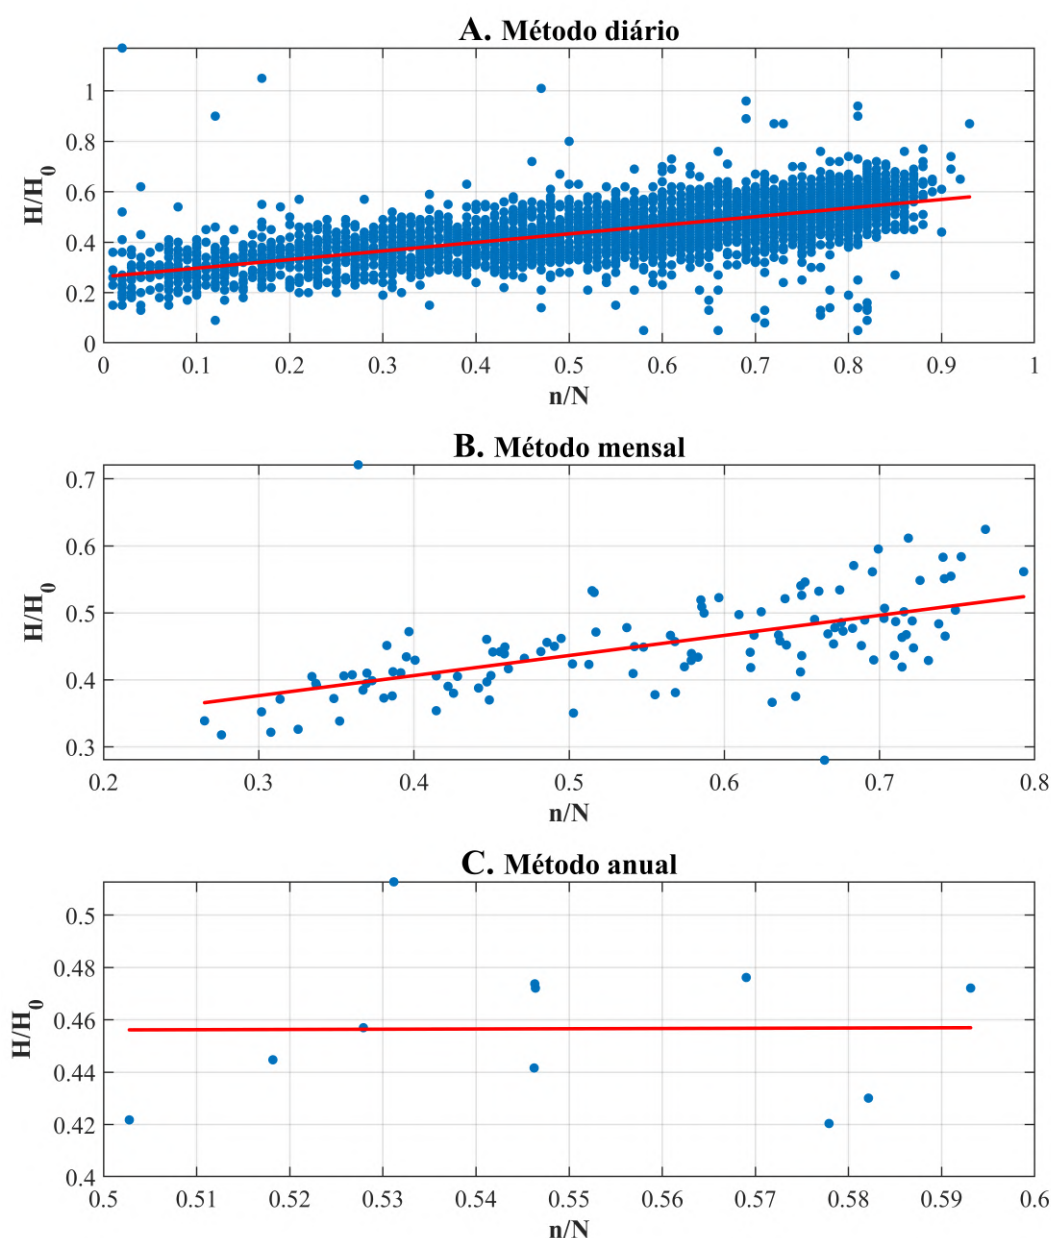 A. Método diário
H/H0
1
0.8
0.6
0.4
0.2
0
0 0.1 0.2 0.3 0.4 0.5 0.6 0.7 0.8 0.9 1
n/N
B. Método mensal
H/H0
0.7
0.6
0.5
0.4
0.3
0.2 0.3 0.4 0.5 0.6 0.7 0.8
n/N
C. Método anual
H/H0
0.5
0.48
0.46
0.44
0.42
0.4
0.5 0.51 0.52 0.53 0.54 0.55 0.56 0.57 0.58 0.59 0.6
n/N